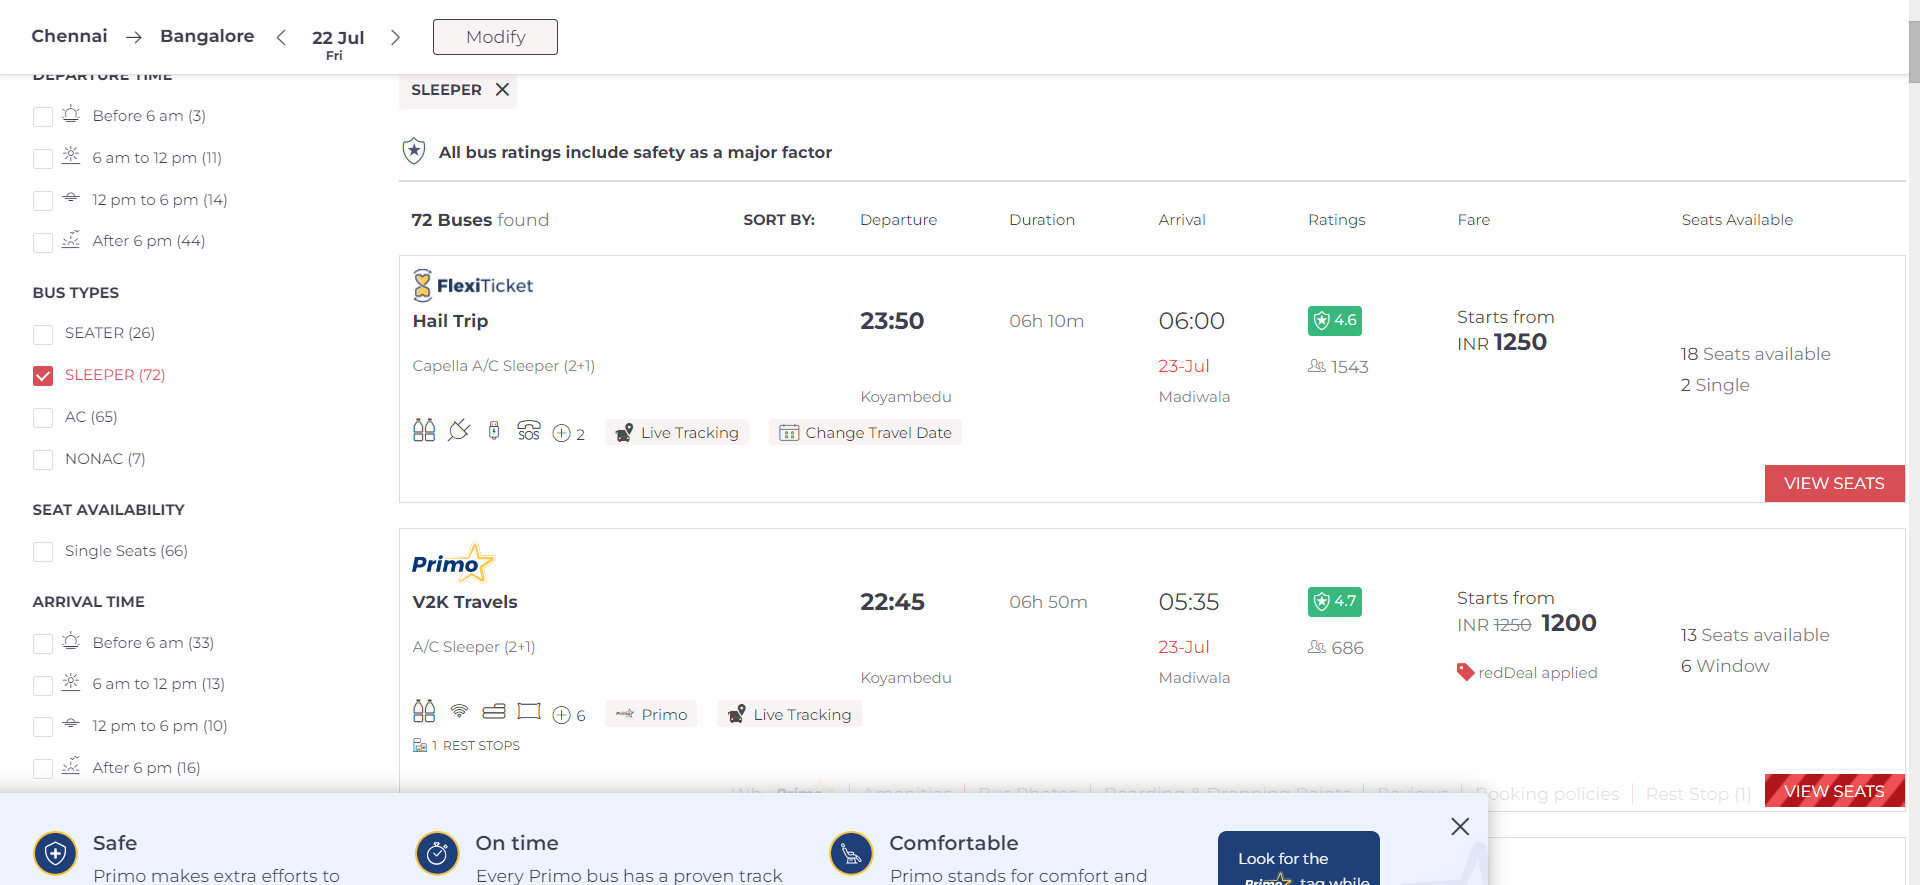 Chennai → Bangalore < 22 Jul > Modify
Fri
DEPARTURE TIME
Before 6 am (3)
6 am to 12 pm (11)
12 pm to 6 pm (14)
After 6 pm (44)
BUS TYPES
SEATER (26)
SLEEPER (72)
AC (65)
NONAC (7)
SEAT AVAILABILITY
Single Seats (66)
ARRIVAL TIME
Before 6 am (33)
6 am to 12 pm (13)
12 pm to 6 pm (10)
After 6 pm (16)
SLEEPER ×
All bus ratings include safety as a major factor
72 Buses found SORT BY: Departure Duration Arrival Ratings Fare Seats Available
FlexiTicket
Hail Trip 23:50 06h 10m 06:00 4.6 Starts from
INR 1250
Capella A/C Sleeper (2+1) 23-Jul 1543 18 Seats available
Koyambedu Madiwala 2 Single
SOS 2 Live Tracking Change Travel Date
VIEW SEATS
Primo
V2K Travels 22:45 06h 50m 05:35 4.7 Starts from
INR 1250 1200
A/C Sleeper (2+1) 23-Jul 686 13 Seats available
Koyambedu Madiwala redDeal applied 6 Window
6 Primo Live Tracking
1 REST STOPS
Why Primo Amenities Bus Photos Boarding & Dropping Points Reviews Booking policies Rest Stop (1) VIEW SEATS
Safe On time Comfortable
Primo makes extra efforts to Every Primo bus has a proven track Primo stands for comfort and
Look for the
Primo tag while